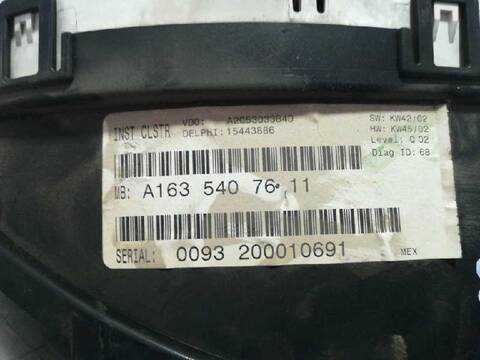 INST CLSTR
VDO: A2C53033840
DELPHI: 15443886
SW: KW42/02
HW: KW45/02
Level: C 02
Diag ID: 68
MB: A163 540 76 11
SERIAL: 0093 200010691
MEX